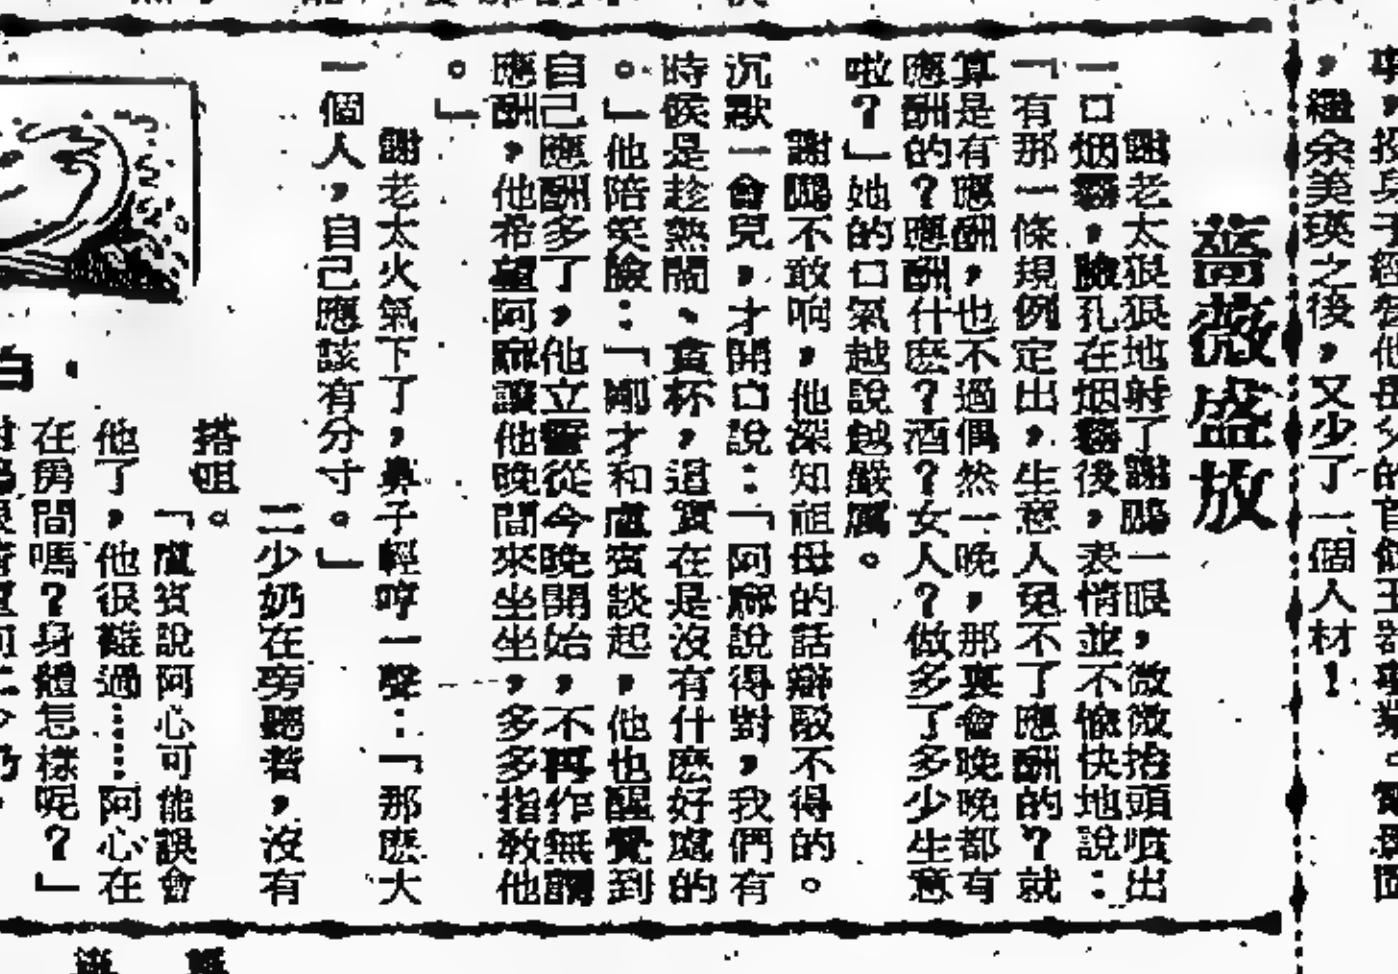 ，繼余美瑛之後，又少了一個人材！
薔薇盛放
謝老太狠狠地射了謝鵬一眼，微微抬頭噴出
一口烟霧，臉孔在烟霧後，表情並不愉快地說：
「有那一條規例定出，生意人免不了應酬的？就
算是有應酬，也不過偶然一晚，那裏會晚晚都有
應酬的？應酬什麽？酒？女人？做多了多少生意
啦？」她的口氣越說越嚴厲。
謝鵬不敢响，他深知祖母的話辯駁不得的。
沉默一會兒，才開口說：「阿嫲說得對，我們有
時候是趁熱鬧、貪杯，這實在是沒有什麽好處的
。」他陪笑臉：「剛才和盧賓談起，他也醒覺到
自己應酬多了，他立誓從今晚開始，不再作無謂
應酬，他希望阿嫲讓他晚間來坐坐，多多指教他
。」
謝老太火氣下了，鼻子輕哼一聲：「那麽大
一個人，自己應該有分寸。」
二少奶在旁聽着，沒有
搭咀。
「盧賓說阿心可能誤會
他了，他很難過……阿心在
在房間嗎？身體怎樣呢？」